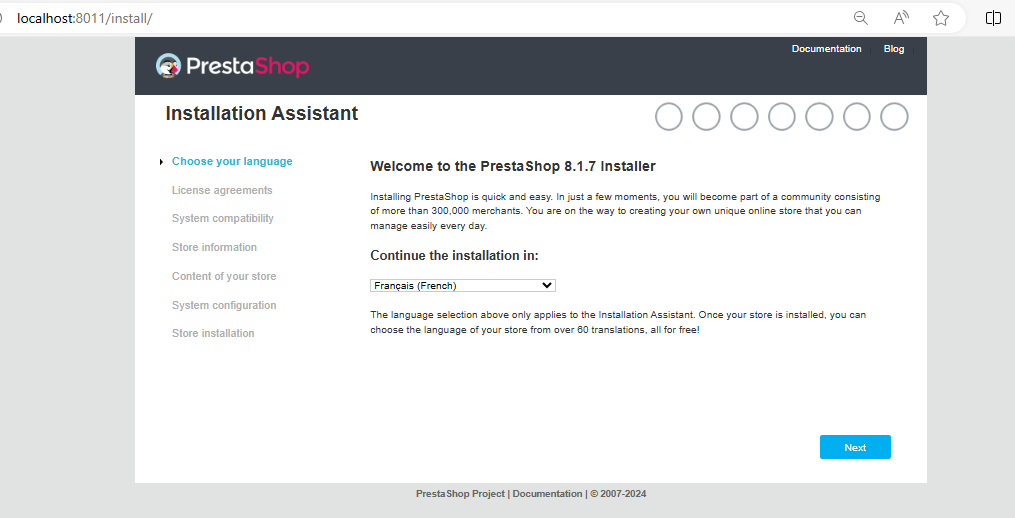 localhost:8011/install/
Documentation
Blog
PrestaShop
Installation Assistant
Choose your language
License agreements
System compatibility
Store information
Content of your store
System configuration
Store installation
Welcome to the PrestaShop 8.1.7 Installer
Installing PrestaShop is quick and easy. In just a few moments, you will become part of a community consisting
of more than 300,000 merchants. You are on the way to creating your own unique online store that you can
manage easily every day.
Continue the installation in:
Français (French)
The language selection above only applies to the Installation Assistant. Once your store is installed, you can
choose the language of your store from over 60 translations, all for free!
Next
PrestaShop Project | Documentation | © 2007-2024